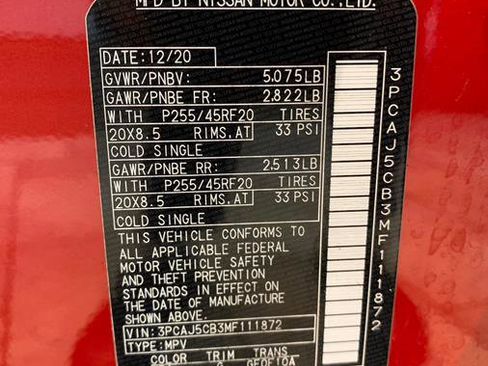 MFD BY NISSAN MOTOR CO.,LTD.
DATE:12/20
GVWR/PNBV: 5.075LB
GAWR/PNBE FR: 2.822LB
WITH P255/45RF20 TIRES
20X8.5 RIMS.AT 33 PSI
COLD SINGLE
GAWR/PNBE RR: 2.513LB
WITH P255/45RF20 TIRES
20X8.5 RIMS.AT 33 PSI
COLD SINGLE
THIS VEHICLE CONFORMS TO
ALL APPLICABLE FEDERAL
MOTOR VEHICLE SAFETY
AND THEFT PREVENTION
STANDARDS IN EFFECT ON
THE DATE OF MANUFACTURE
SHOWN ABOVE.
VIN:3PCAJ5CB3MF111872
TYPE:MPV
COLOR TRIM TRANS
3PCAJ5CB3MF111872